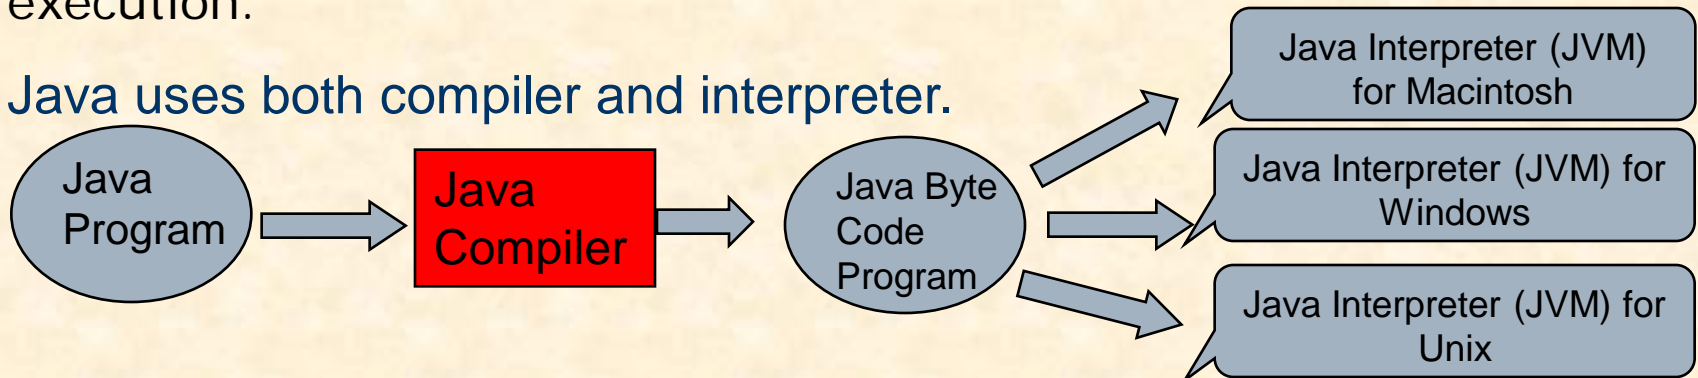 execution.
Java uses both compiler and interpreter.
Java
Program
Java
Compiler
Java Byte
Code
Program
Java Interpreter (JVM)
for Macintosh
Java Interpreter (JVM) for
Windows
Java Interpreter (JVM) for
Unix